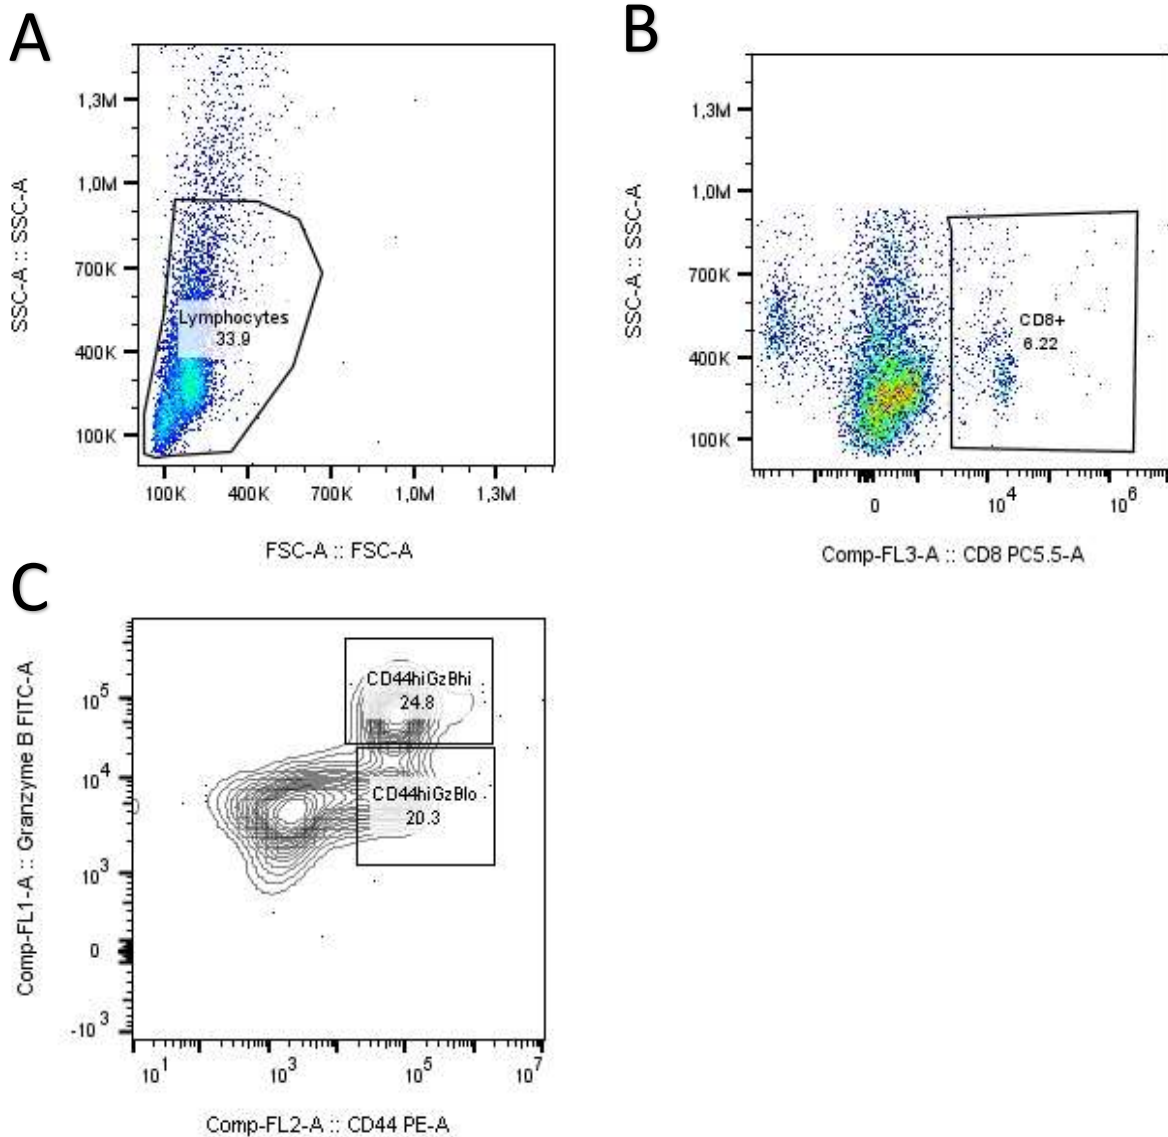 A
1,3M
1,0M
SSC-A :: SSC-A
700K
Lymphocytes
33.9
400K
100K
100K 400K 700K 1,0M 1,3M
FSC-A :: FSC-A
B
1,3M
1,0M
SSC-A :: SSC-A
700K
CD8+
6.22
400K
100K
0 10^4 10^6
Comp-FL3-A :: CD8 PC5.5-A
C
Comp-FL1-A :: Granzyme B FITC-A
CD44hiGzBhi
24.8
10^5
10^4
CD44hiGzBlo
20.3
10^3
0
-10^3
10^1 10^3 10^5 10^7
Comp-FL2-A :: CD44 PE-A